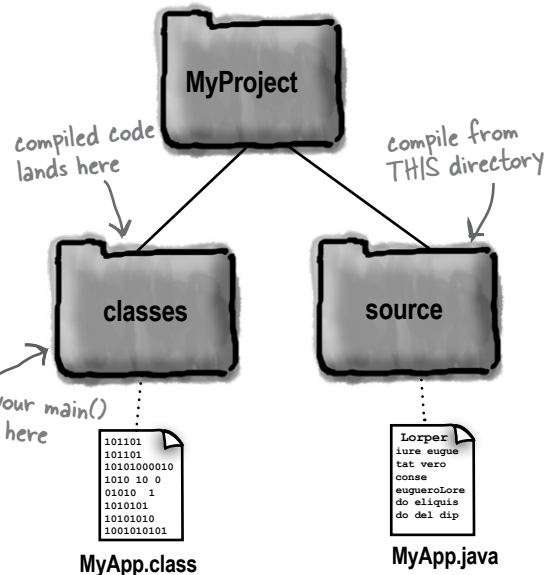 MyProject
compiled code
lands here
compile from
THIS directory
classes
source
your main()
here
101101
101101
10101000010
1010 10 0
01010 1
1010101
10101010
1001010101
Lorper
iure eugue
tat vero
conse
eugueroLore
do eliquis
do del dip
MyApp.class
MyApp.java